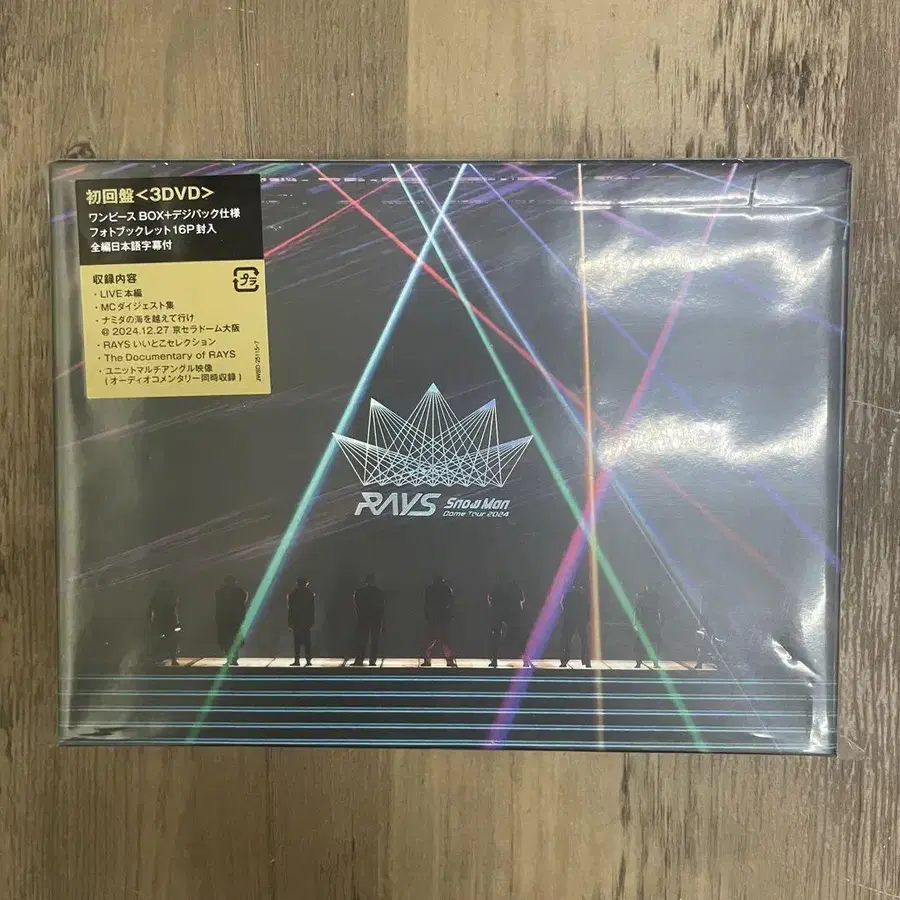 初回盤<3DVD>
ワンピースBOX+デジパック仕様
フォトブックレット16P封入
全編日本語字幕付
収録内容
プラ
・LIVE本編
・MCダイジェスト集
・ナミダの海を越えて行け
@ 2024.12.27 京セラドーム大阪
・RAYS いいとこセレクション
・The Documentary of RAYS
・ユニットマルチアングル映像
(オーディオコメンタリー同時収録)
RAYS Snow Man
Dome Tour 2024